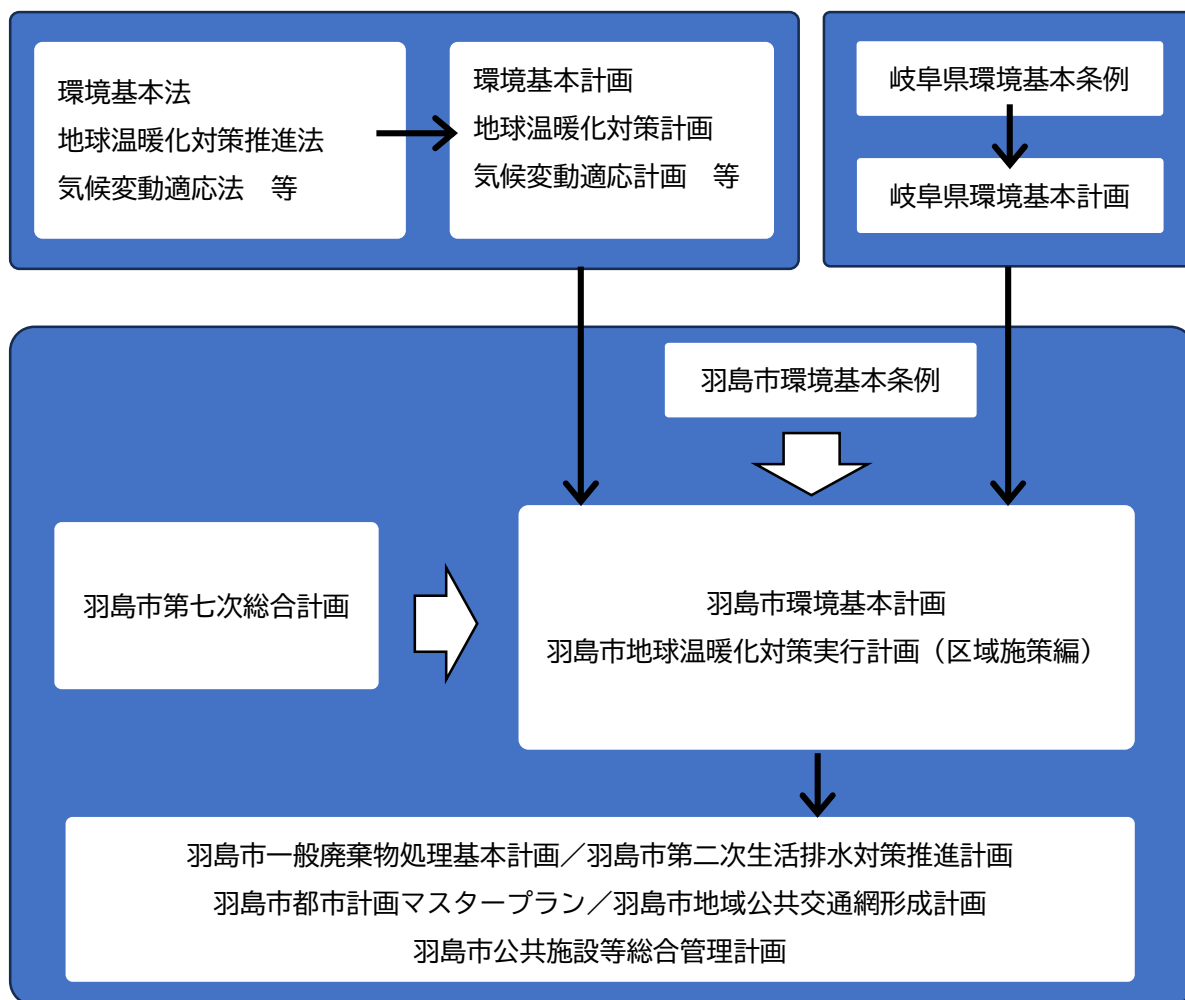 環境基本法
地球温暖化対策推進法
気候変動適応法　等
環境基本計画
地球温暖化対策計画
気候変動適応計画　等
岐阜県環境基本条例
岐阜県環境基本計画
羽島市環境基本条例
羽島市第七次総合計画
羽島市環境基本計画
羽島市地球温暖化対策実行計画（区域施策編）
羽島市一般廃棄物処理基本計画／羽島市第二次生活排水対策推進計画
羽島市都市計画マスタープラン／羽島市地域公共交通網形成計画
羽島市公共施設等総合管理計画